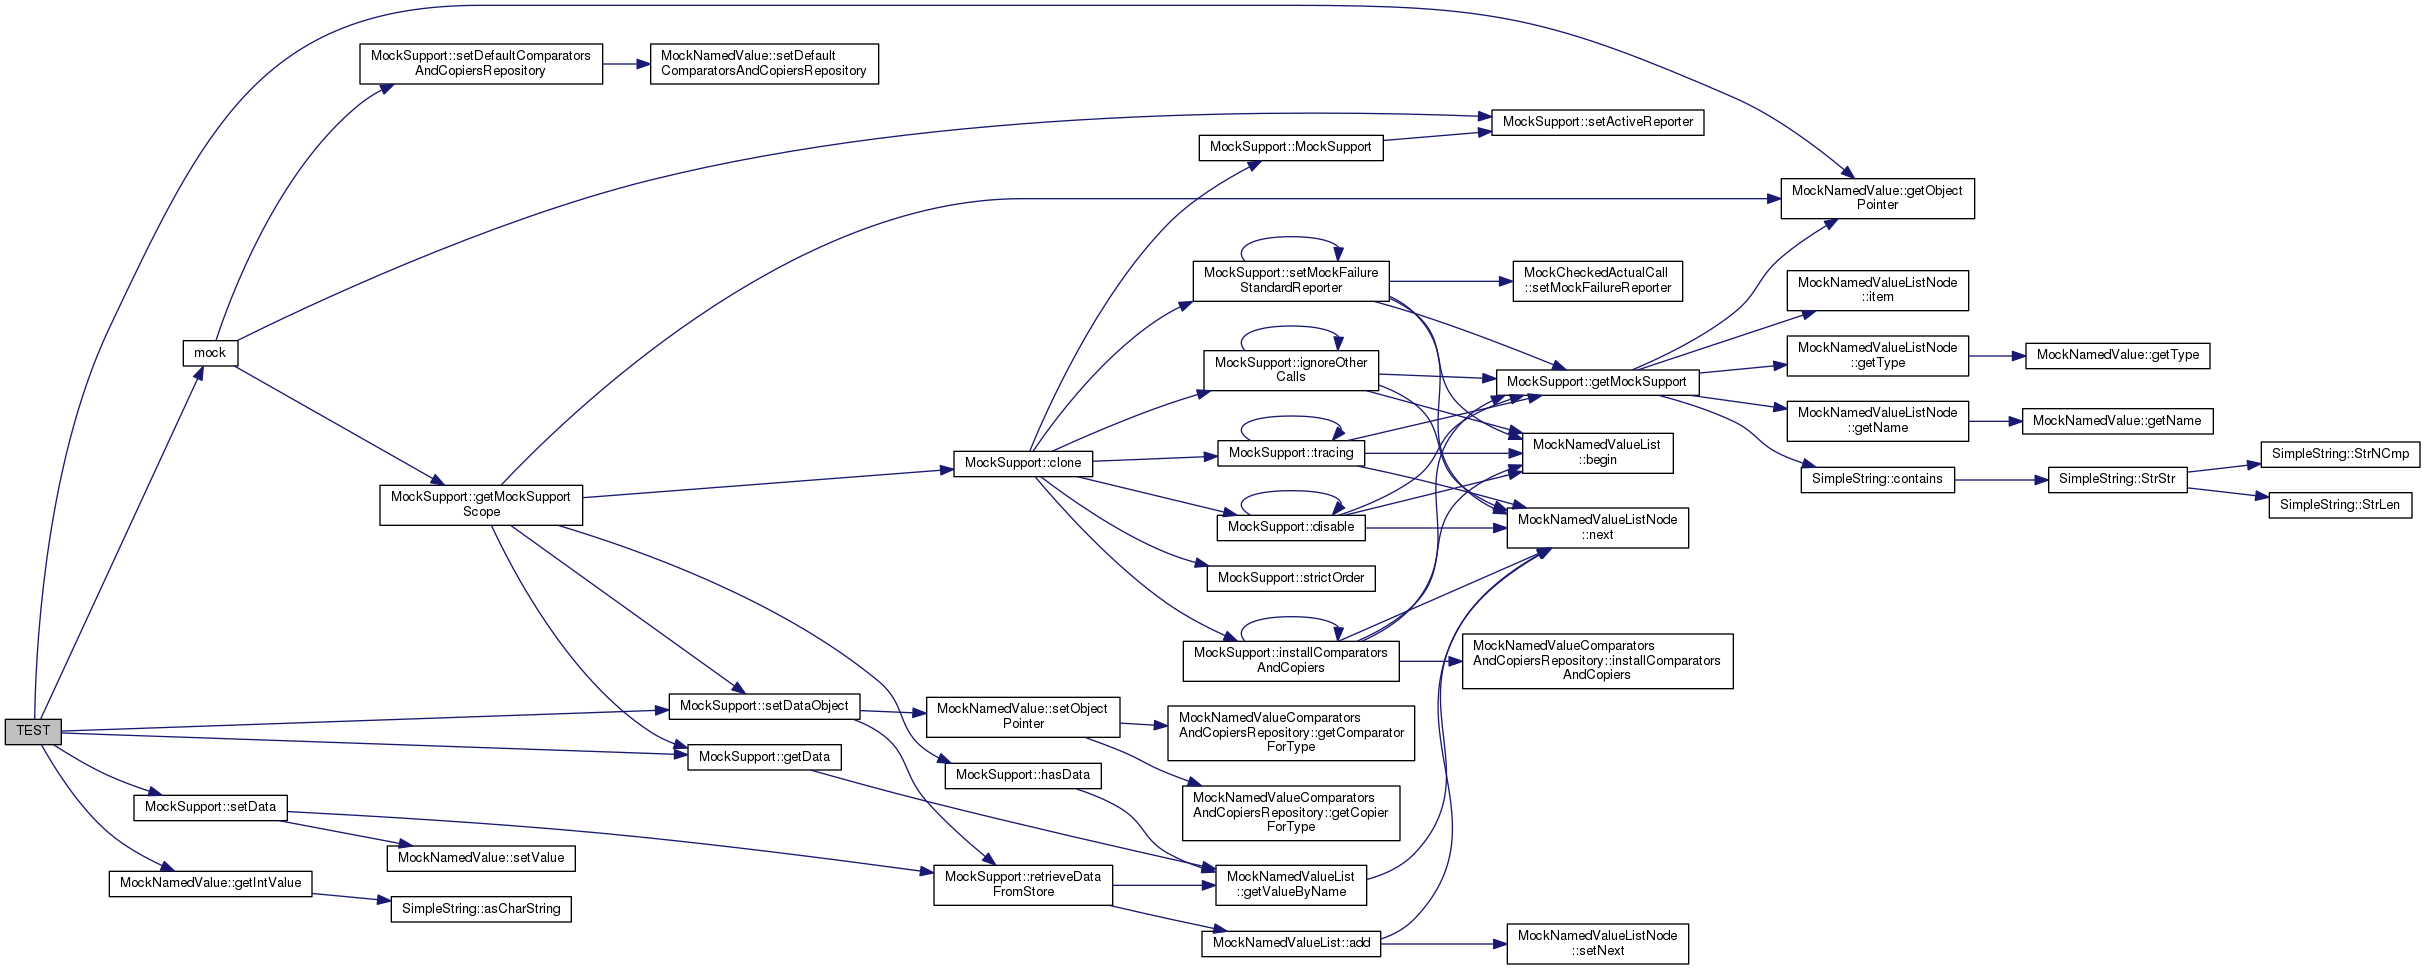 MockSupport::setDefaultComparators
AndCopiersRepository
MockNamedValue::setDefault
ComparatorsAndCopiersRepository
MockSupport::setActiveReporter
MockSupport::MockSupport
MockNamedValue::getObject
Pointer
MockSupport::setMockFailure
StandardReporter
MockCheckedActualCall
::setMockFailureReporter
MockNamedValueListNode
::item
mock
MockSupport::ignoreOther
Calls
MockSupport::getMockSupport
MockNamedValueListNode
::getType
MockNamedValue::getType
MockNamedValueListNode
::getName
MockNamedValue::getName
MockSupport::clone
MockSupport::tracing
MockNamedValueList
::begin
SimpleString::contains
SimpleString::StrStr
SimpleString::StrNCmp
SimpleString::StrLen
MockSupport::getMockSupport
Scope
MockSupport::disable
MockNamedValueListNode
::next
MockSupport::strictOrder
MockSupport::installComparators
AndCopiers
MockNamedValueComparators
AndCopiersRepository::installComparators
AndCopiers
TEST
MockSupport::setDataObject
MockNamedValue::setObject
Pointer
MockNamedValueComparators
AndCopiersRepository::getComparator
ForType
MockSupport::getData
MockSupport::hasData
MockNamedValueComparators
AndCopiersRepository::getCopier
ForType
MockSupport::setData
MockNamedValue::setValue
MockNamedValue::getIntValue
SimpleString::asCharString
MockSupport::retrieveData
FromStore
MockNamedValueList
::getValueByName
MockNamedValueList::add
MockNamedValueListNode
::setNext